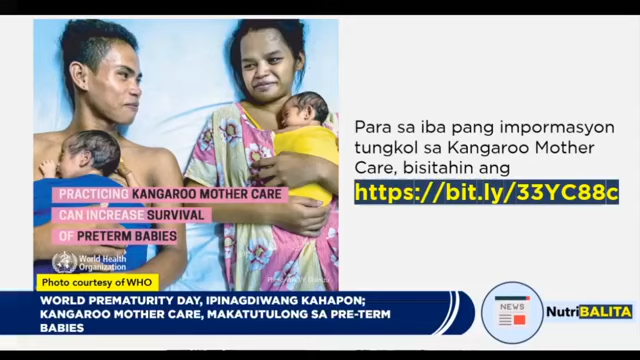 PRACTICING KANGAROO MOTHER CARE
CAN INCREASE SURVIVAL
OF PRETERM BABIES
World Health
Organization
Photo courtesy of WHO
Para sa iba pang impormasyon
tungkol sa Kangaroo Mother
Care, bisitahin ang
https://bit.ly/33YC88c
WORLD PREMATURITY DAY, IPINAGDIWANG KAHAPON;
KANGAROO MOTHER CARE, MAKATUTULONG SA PRE-TERM
BABIES
NEWS
NutriBALITA